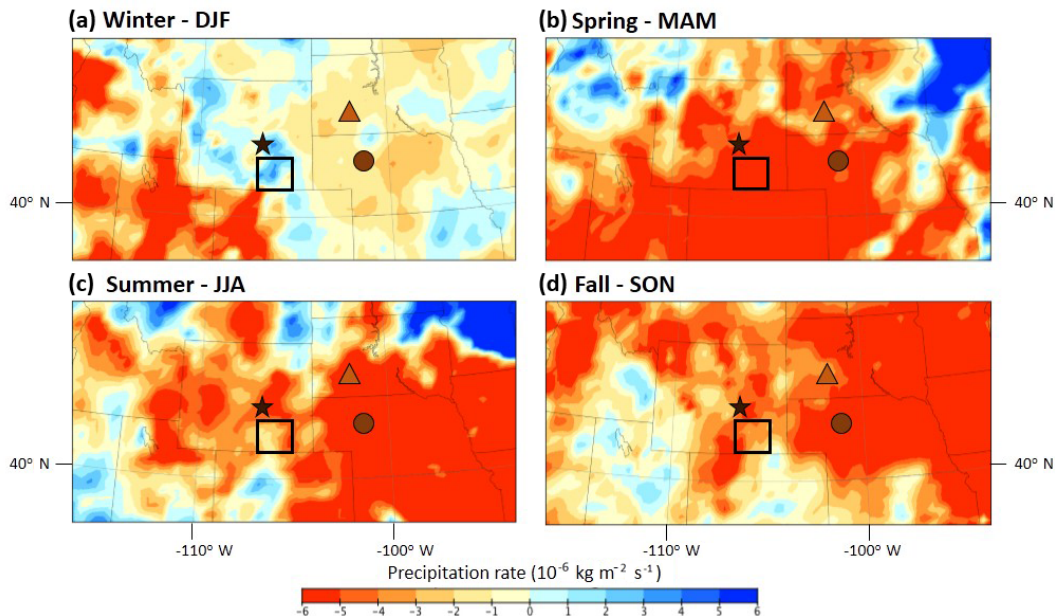 (a) Winter - DJF
(b) Spring - MAM
40° N
40° N
(c) Summer - JJA
(d) Fall - SON
40° N
40° N
-110° W
-100° W
-110° W
-100° W
Precipitation rate (10⁻⁶ kg m⁻² s⁻¹)
-6 -5 -4 -3 -2 -1 0 1 2 3 4 5 6